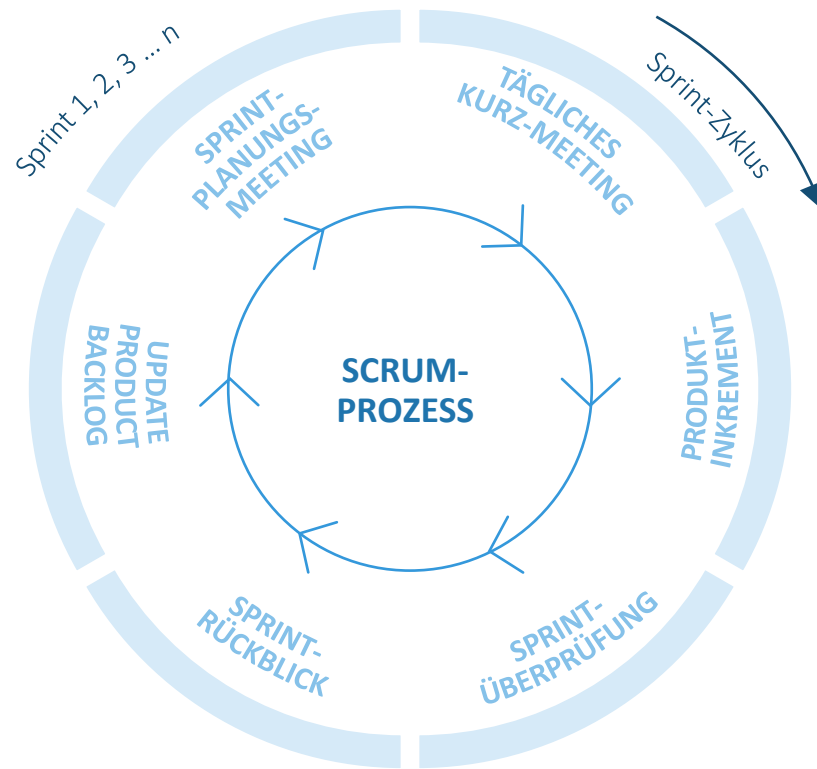 Sprint 1, 2, 3 ... n
Sprint-Zyklus
SPRINT-
PLANUNGS-
MEETING
TÄGLICHES
KURZ-MEETING
PRODUKT-
INKREMENT
SPRINT-
ÜBERPRÜFUNG
SPRINT-
RÜCKBLICK
UPDATE
PRODUCT
BACKLOG
SCRUM-
PROZESS